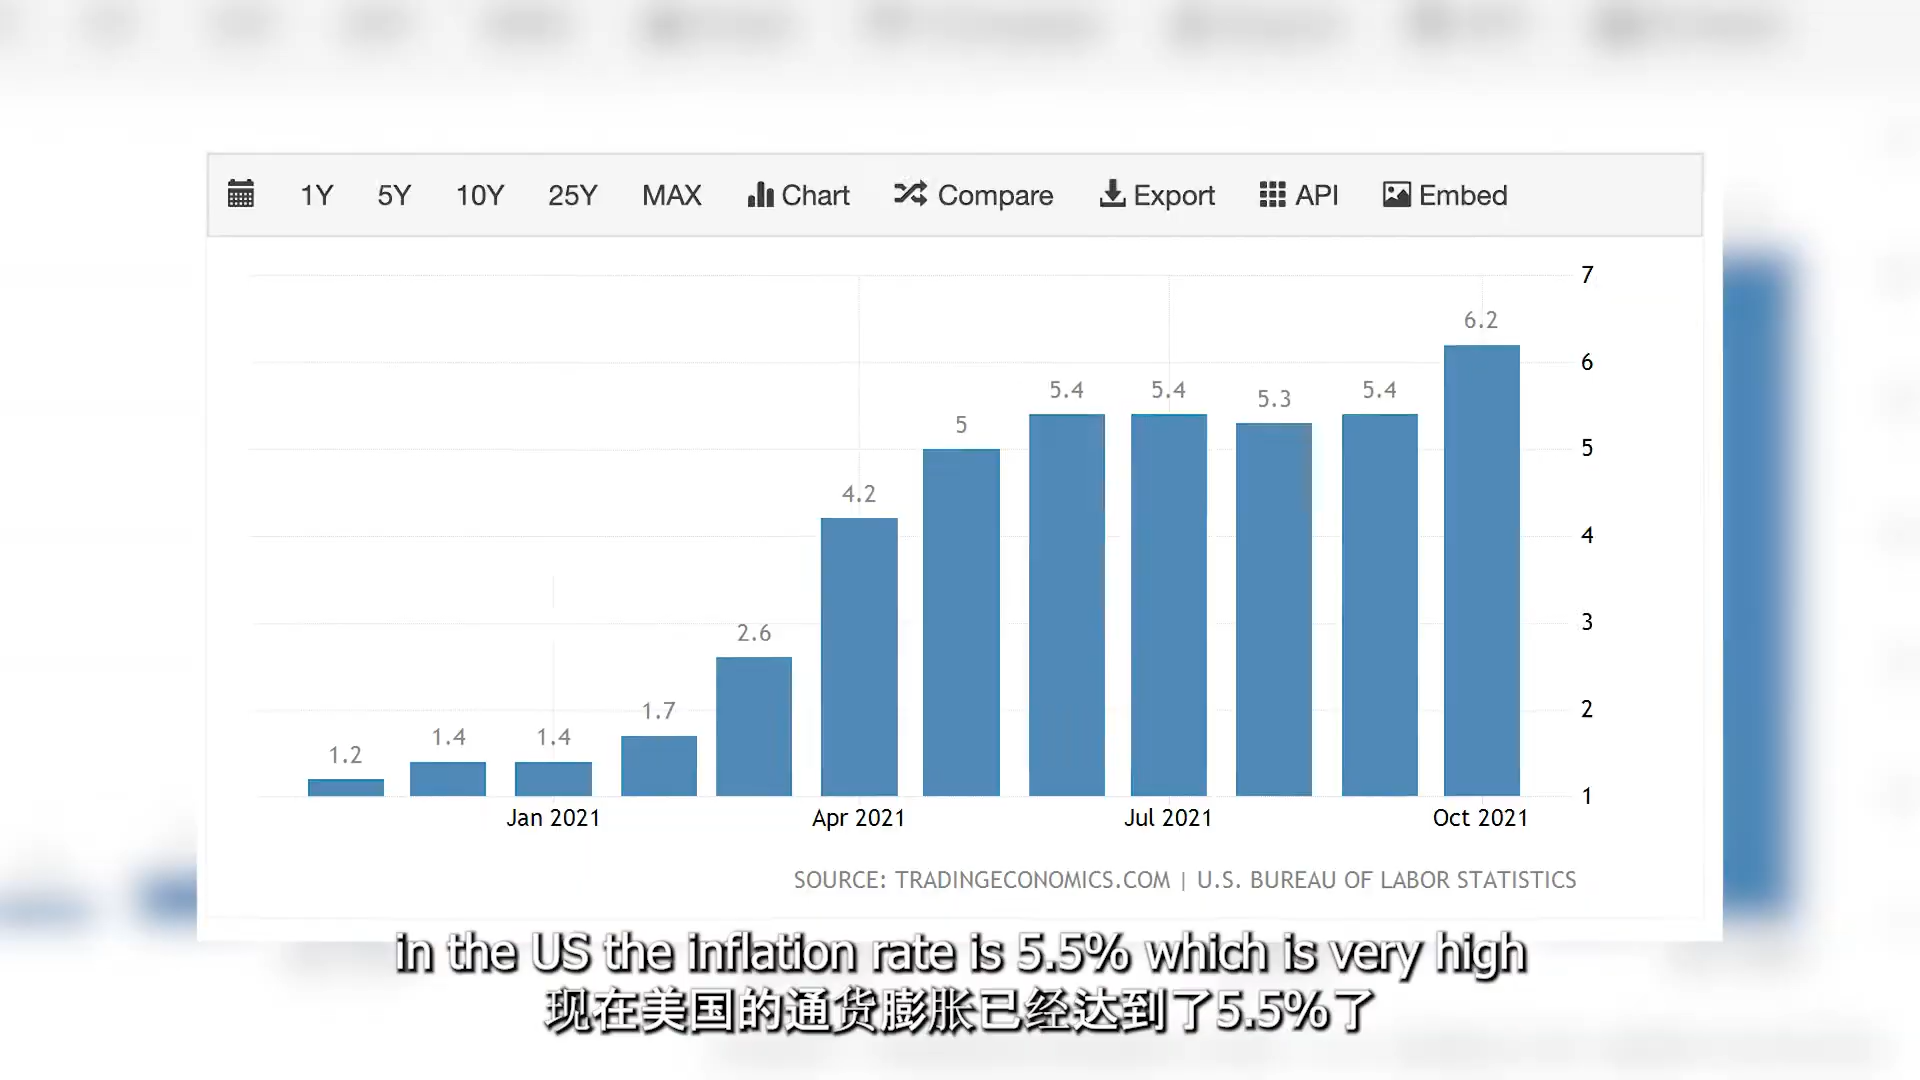 1Y 5Y 10Y 25Y MAX Chart Compare Export API Embed
7
6.2
6
5.4 5.4 5.3 5.4
5
5
4.2
4
3
2.6
2
1.7
1.4 1.4
1.2
1
Jan 2021 Apr 2021 Jul 2021 Oct 2021
SOURCE: TRADINGECONOMICS.COM | U.S. BUREAU OF LABOR STATISTICS
in the US the inflation rate is 5.5% which is very high
现在美国的通货膨胀已经达到了5.5%了